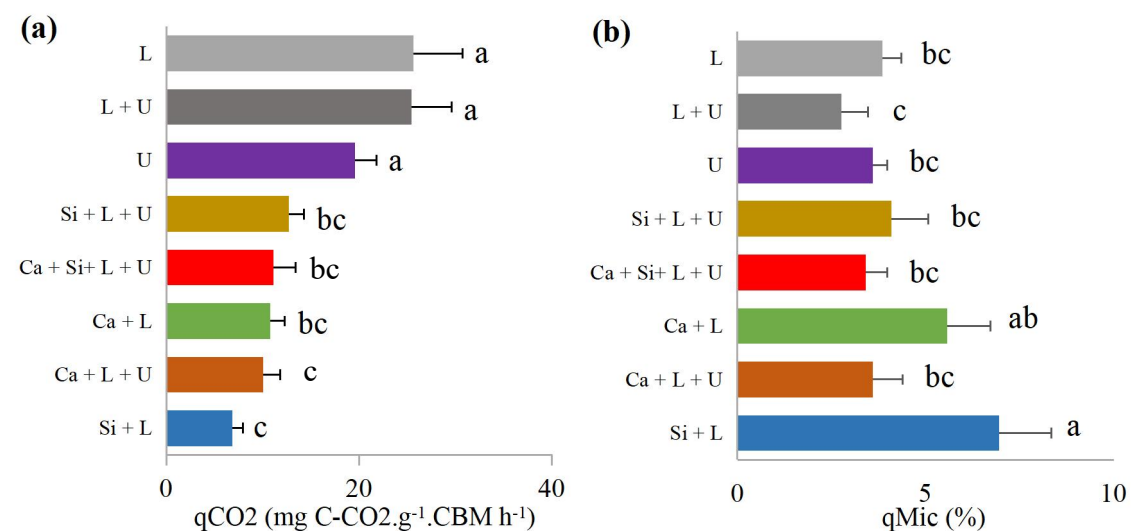 (a)
L
a
L + U
a
U
a
Si + L + U
bc
Ca + Si+ L + U
bc
Ca + L
bc
Ca + L + U
c
Si + L
c
0 20 40
qCO2 (mg C-CO2.g-1.CBM h-1)
(b)
L
bc
L + U
c
U
bc
Si + L + U
bc
Ca + Si+ L + U
bc
Ca + L
ab
Ca + L + U
bc
Si + L
a
0 5 10
qMic (%)